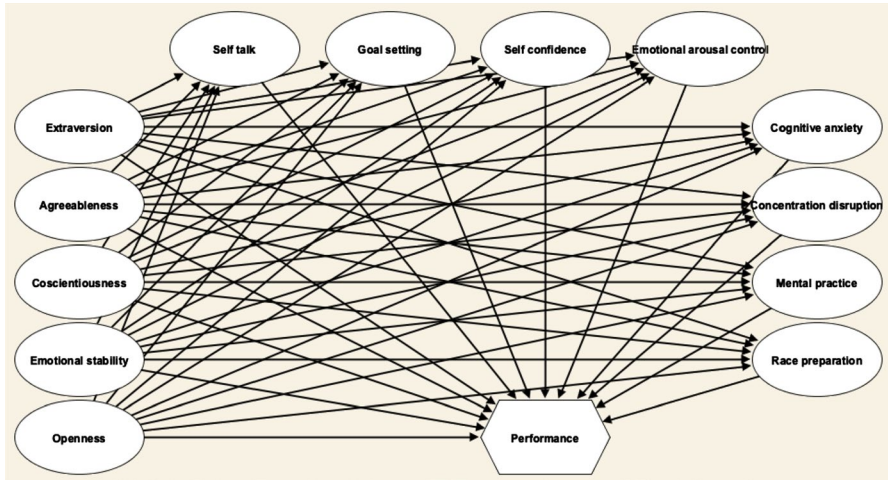 Self talk
Goal setting
Self confidence
Emotional arousal control
Extraversion
Cognitive anxiety
Agreeableness
Concentration disruption
Coscientiousness
Mental practice
Emotional stability
Race preparation
Openness
Performance